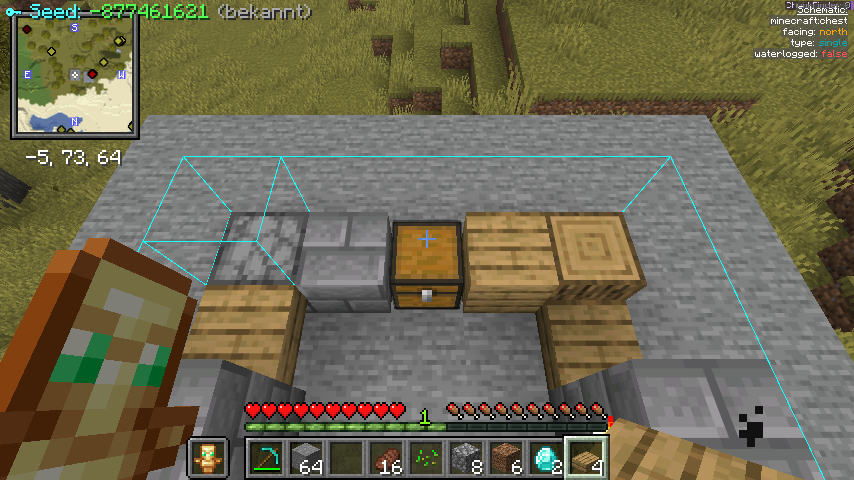 Seed: -877461621 (bekannt)
Schematic:
minecraft:chest
facing: north
type: single
waterlogged: false
S
E
W
N
-5, 73, 64
1
64
16
8
6
2
4